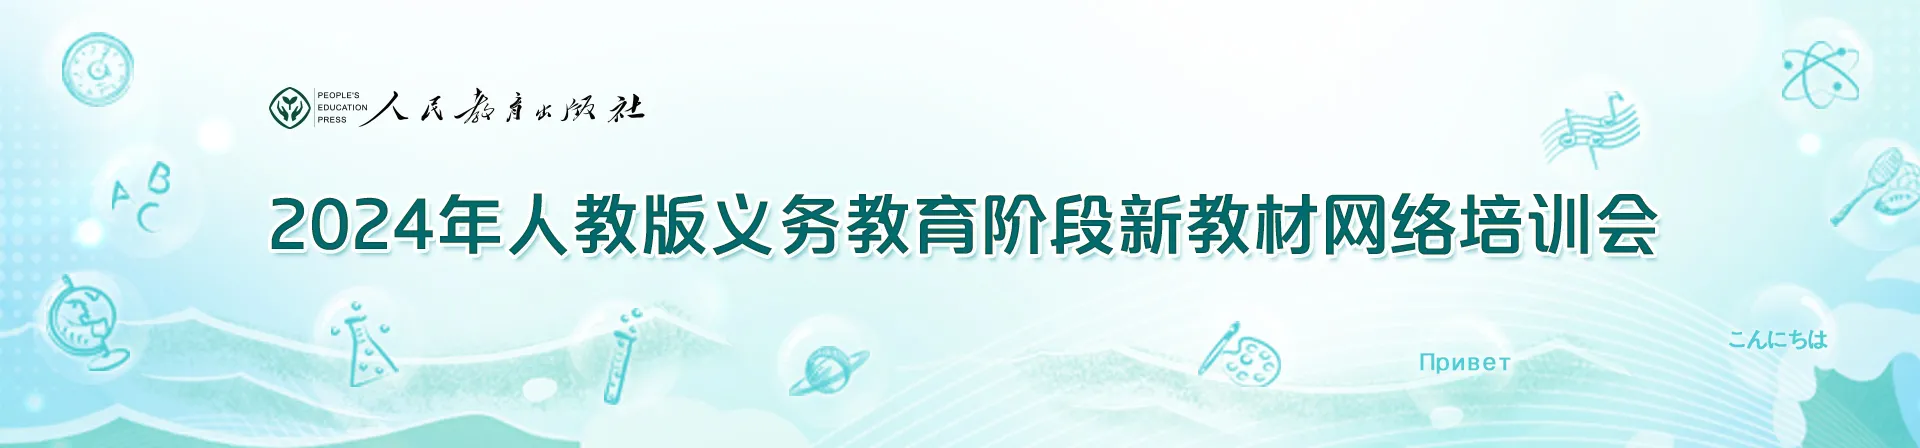 PEOPLE'S
EDUCATION
PRESS
人民教育出版社
A B
C
2024年人教版义务教育阶段新教材网络培训会
こんにちは
Привет